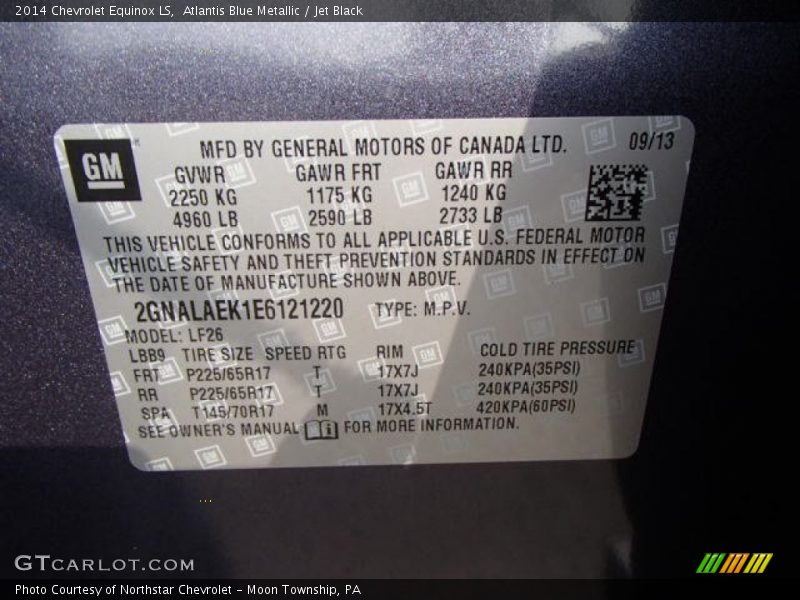 2014 Chevrolet Equinox LS,  Atlantis Blue Metallic / Jet Black
GM
MFD BY GENERAL MOTORS OF CANADA LTD. 09/13
GVWR GAWR FRT GAWR RR
2250 KG 1175 KG 1240 KG
4960 LB 2590 LB 2733 LB
THIS VEHICLE CONFORMS TO ALL APPLICABLE U.S. FEDERAL MOTOR
VEHICLE SAFETY AND THEFT PREVENTION STANDARDS IN EFFECT ON
THE DATE OF MANUFACTURE SHOWN ABOVE.
2GNALAEK1E6121220 TYPE: M.P.V.
MODEL: LF26
LBB9 TIRE SIZE SPEED RTG RIM COLD TIRE PRESSURE
FRT P225/65R17 T 17X7J 240KPA(35PSI)
RR P225/65R17 T 17X7J 240KPA(35PSI)
SPA T145/70R17 M 17X4.5T 420KPA(60PSI)
SEE OWNER'S MANUAL FOR MORE INFORMATION.
GTCARLOT.COM
Photo Courtesy of Northstar Chevrolet - Moon Township, PA